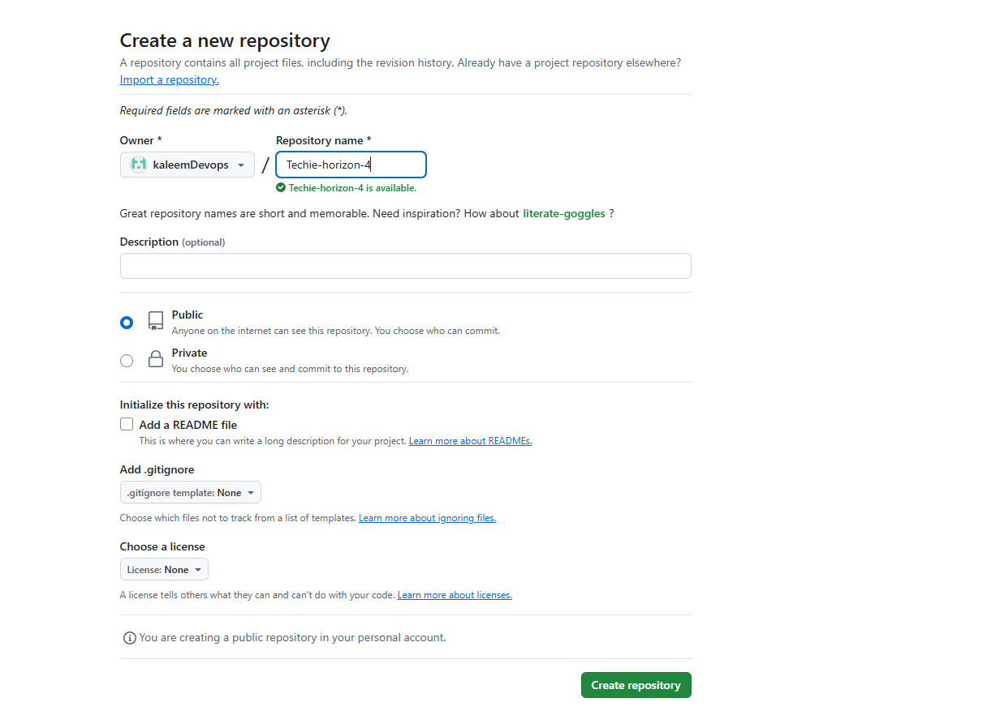 Create a new repository
A repository contains all project files, including the revision history. Already have a project repository elsewhere?
Import a repository.
Required fields are marked with an asterisk (*).
Owner *
Repository name *
kaleemDevops
/
Techie-horizon-4
Techie-horizon-4 is available.
Great repository names are short and memorable. Need inspiration? How about literate-goggles ?
Description (optional)
Public
Anyone on the internet can see this repository. You choose who can commit.
Private
You choose who can see and commit to this repository.
Initialize this repository with:
Add a README file
This is where you can write a long description for your project. Learn more about READMEs.
Add .gitignore
.gitignore template: None
Choose which files not to track from a list of templates. Learn more about ignoring files.
Choose a license
License: None
A license tells others what they can and can't do with your code. Learn more about licenses.
You are creating a public repository in your personal account.
Create repository